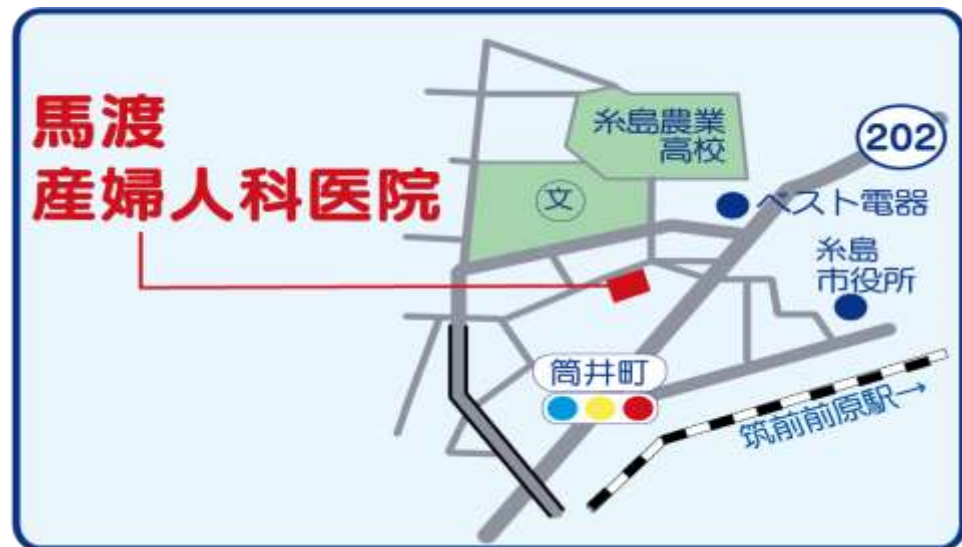 馬渡
産婦人科医院
糸島農業
高校
文
202
ベスト電器
糸島
市役所
筒井町
筑前前原駅→